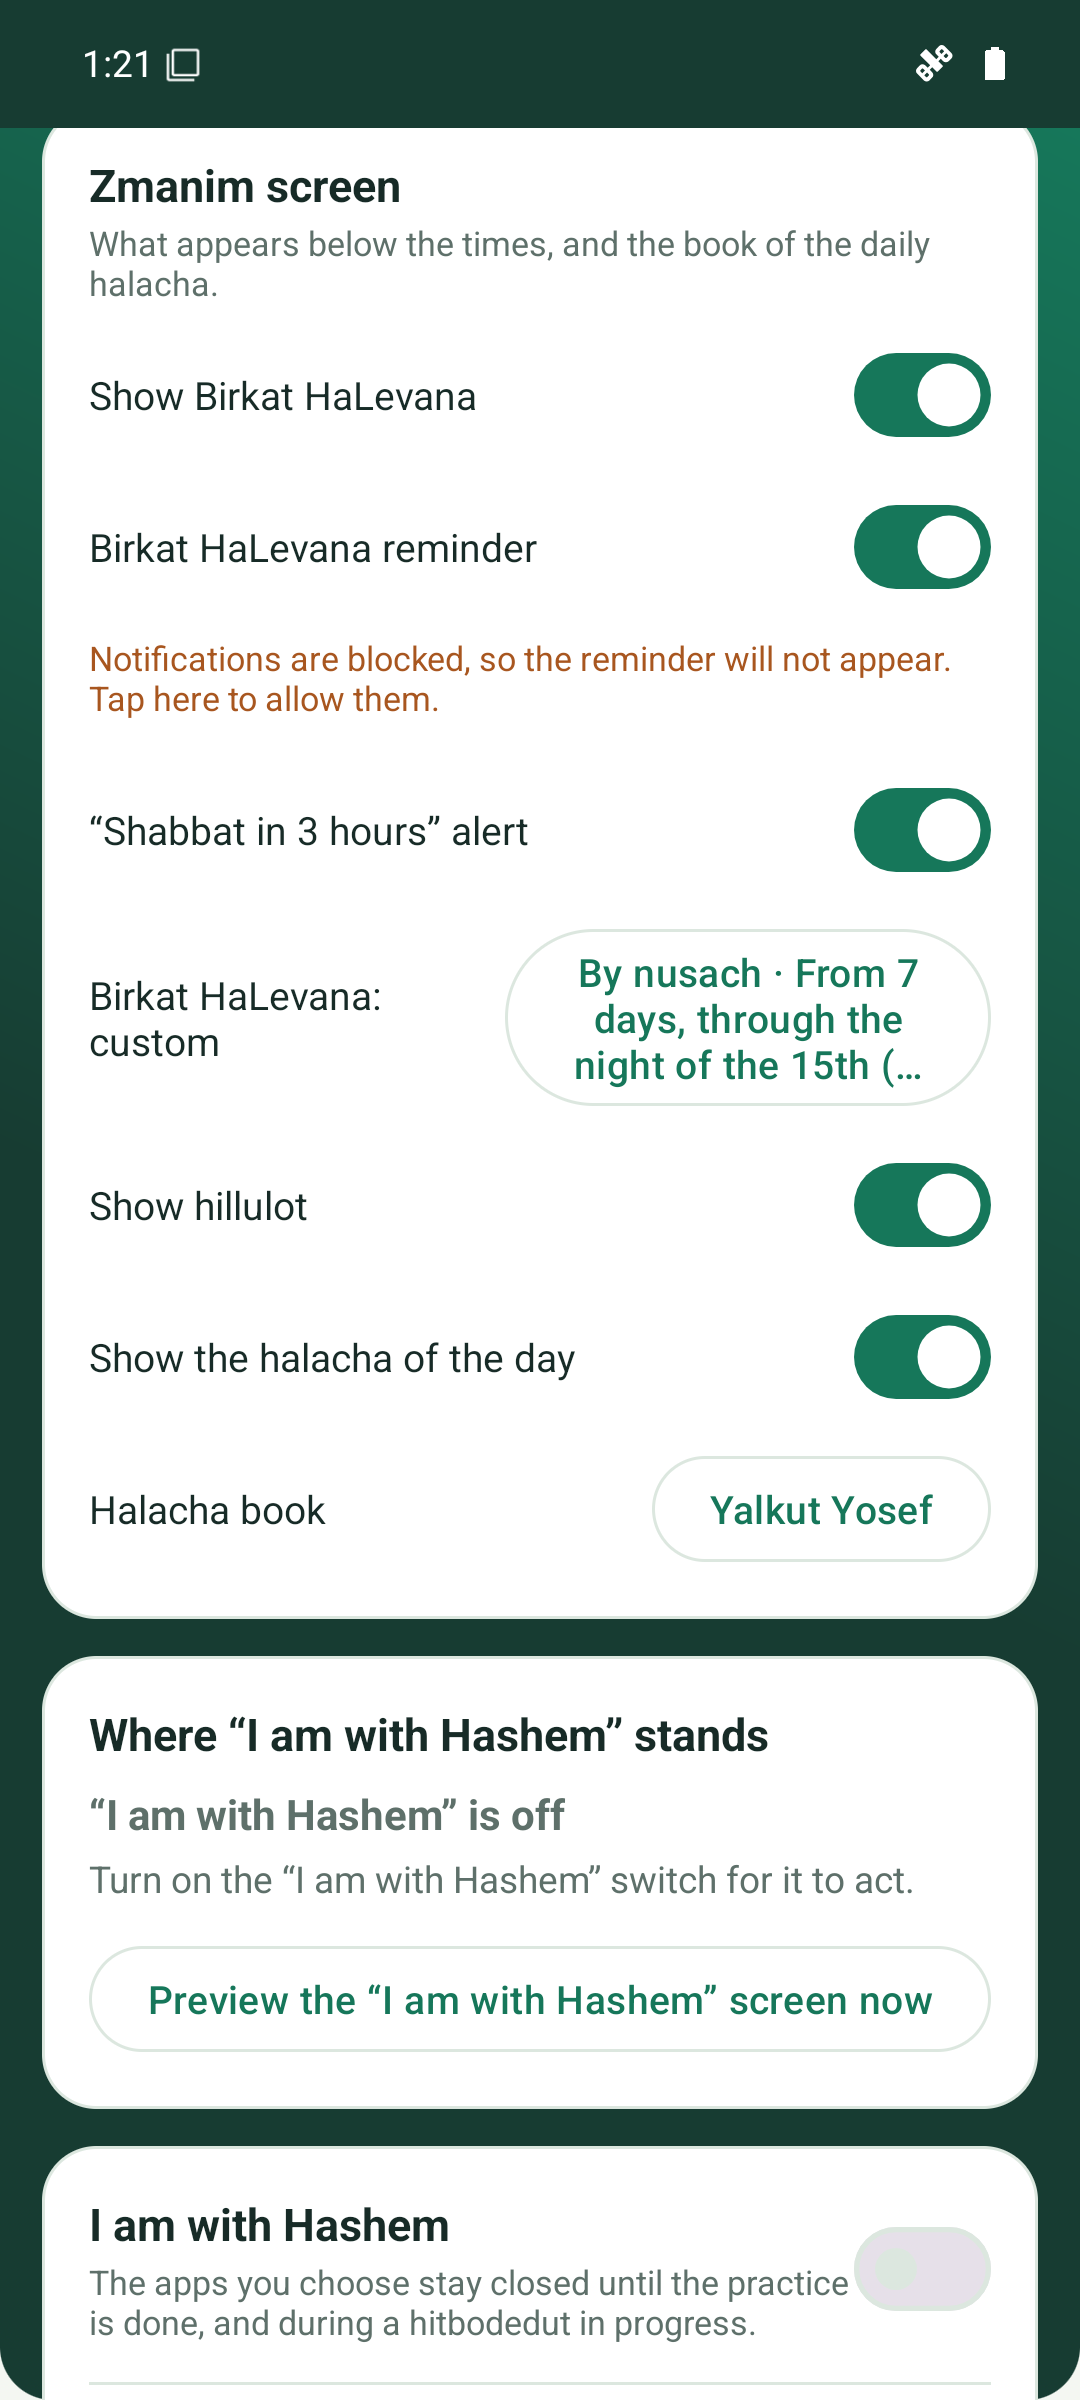 1:21
Zmanim screen
What appears below the times, and the book of the daily
halacha.
Show Birkat HaLevana
Birkat HaLevana reminder
Notifications are blocked, so the reminder will not appear.
Tap here to allow them.
“Shabbat in 3 hours” alert
Birkat HaLevana:
custom
By nusach · From 7
days, through the
night of the 15th (…
Show hillulot
Show the halacha of the day
Halacha book
Yalkut Yosef
Where “I am with Hashem” stands
“I am with Hashem” is off
Turn on the “I am with Hashem” switch for it to act.
Preview the “I am with Hashem” screen now
I am with Hashem
The apps you choose stay closed until the practice
is done, and during a hitbodedut in progress.